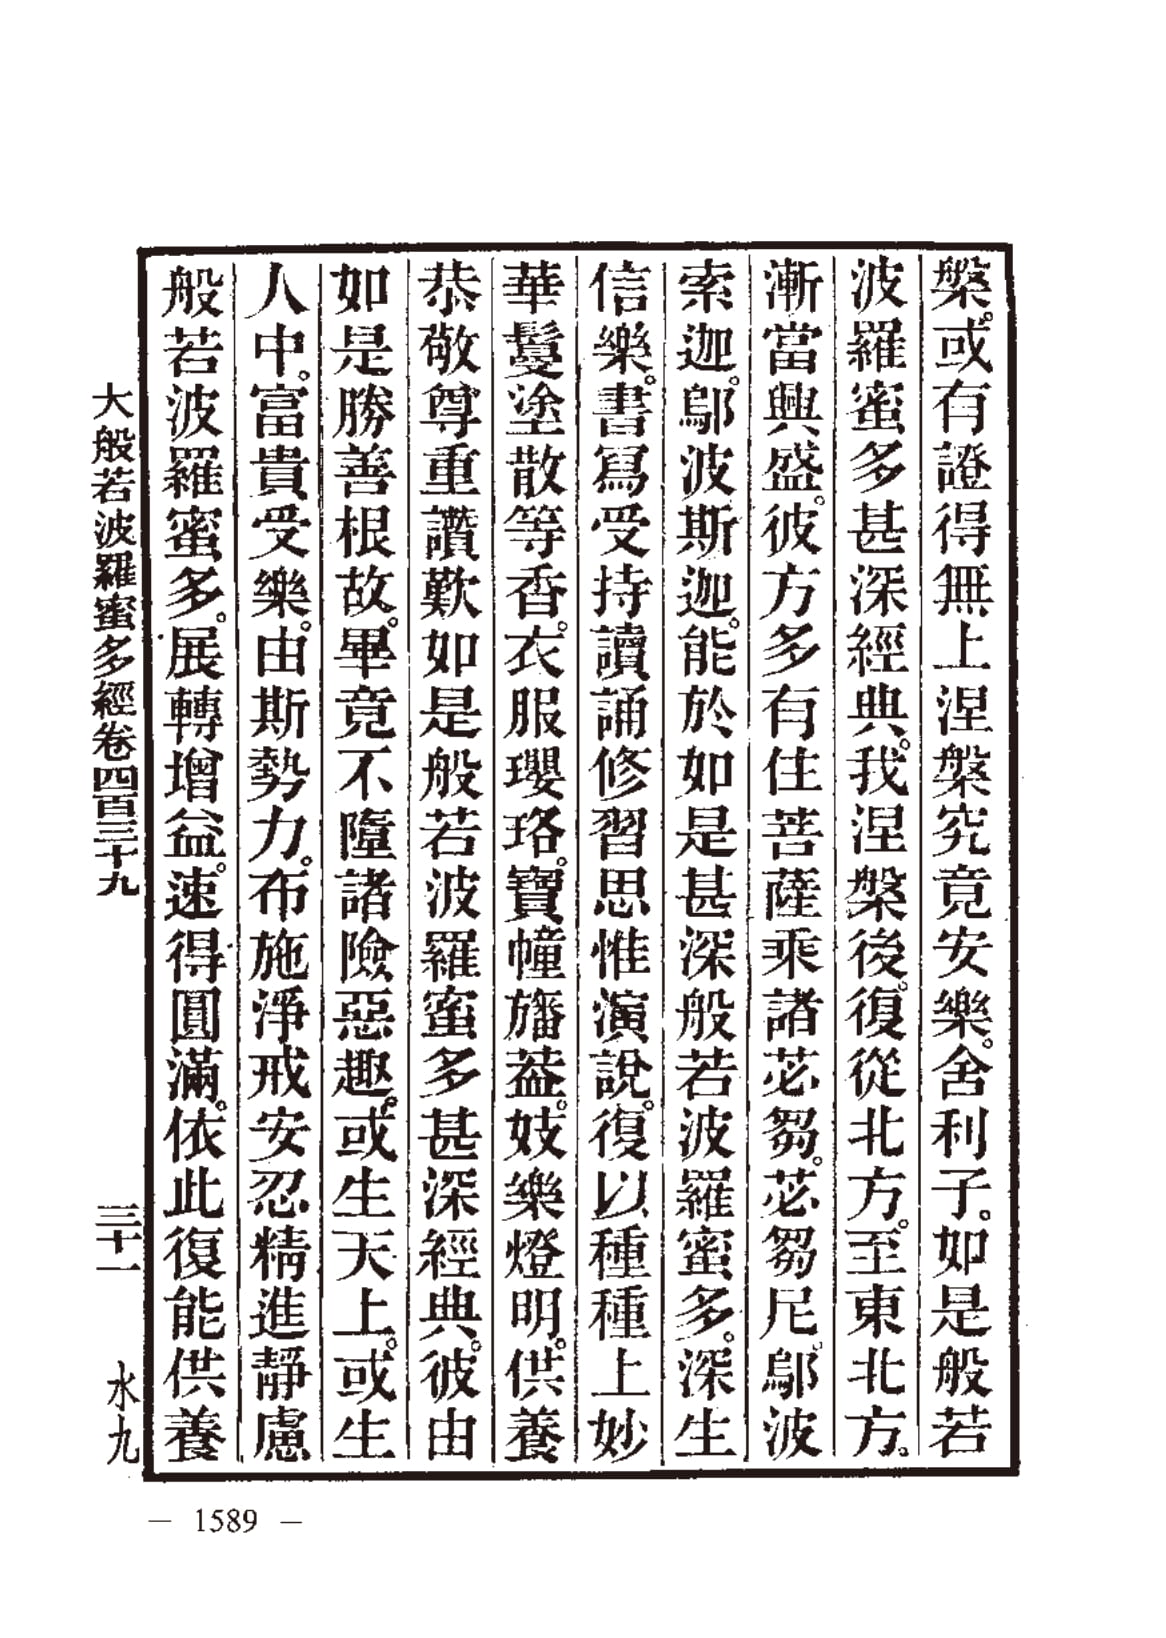 槃。或有證得無上涅槃究竟安樂。舍利子。如是般若
波羅蜜多甚深經典。我涅槃後。復從北方。至東北方。
漸當興盛。彼方多有住菩薩乘諸苾芻。苾芻尼。鄔波
索迦。鄔波斯迦。能於如是甚深般若波羅蜜多。深生
信樂。書寫受持讀誦修習思惟演說。復以種種上妙
華鬘塗散等香。衣服瓔珞。寶幢旛葢。妓樂燈明。供養
恭敬尊重讚歎如是般若波羅蜜多甚深經典。彼由
如是勝善根故。畢竟不墮諸險惡趣。或生天上。或生
人中。富貴受樂。由斯勢力。布施淨戒安忍精進靜慮
般若波羅蜜多。展轉增益。速得圓滿。依此復能供養
大般若波羅蜜多經卷四百三十九 三十一 水九
— 1589 —